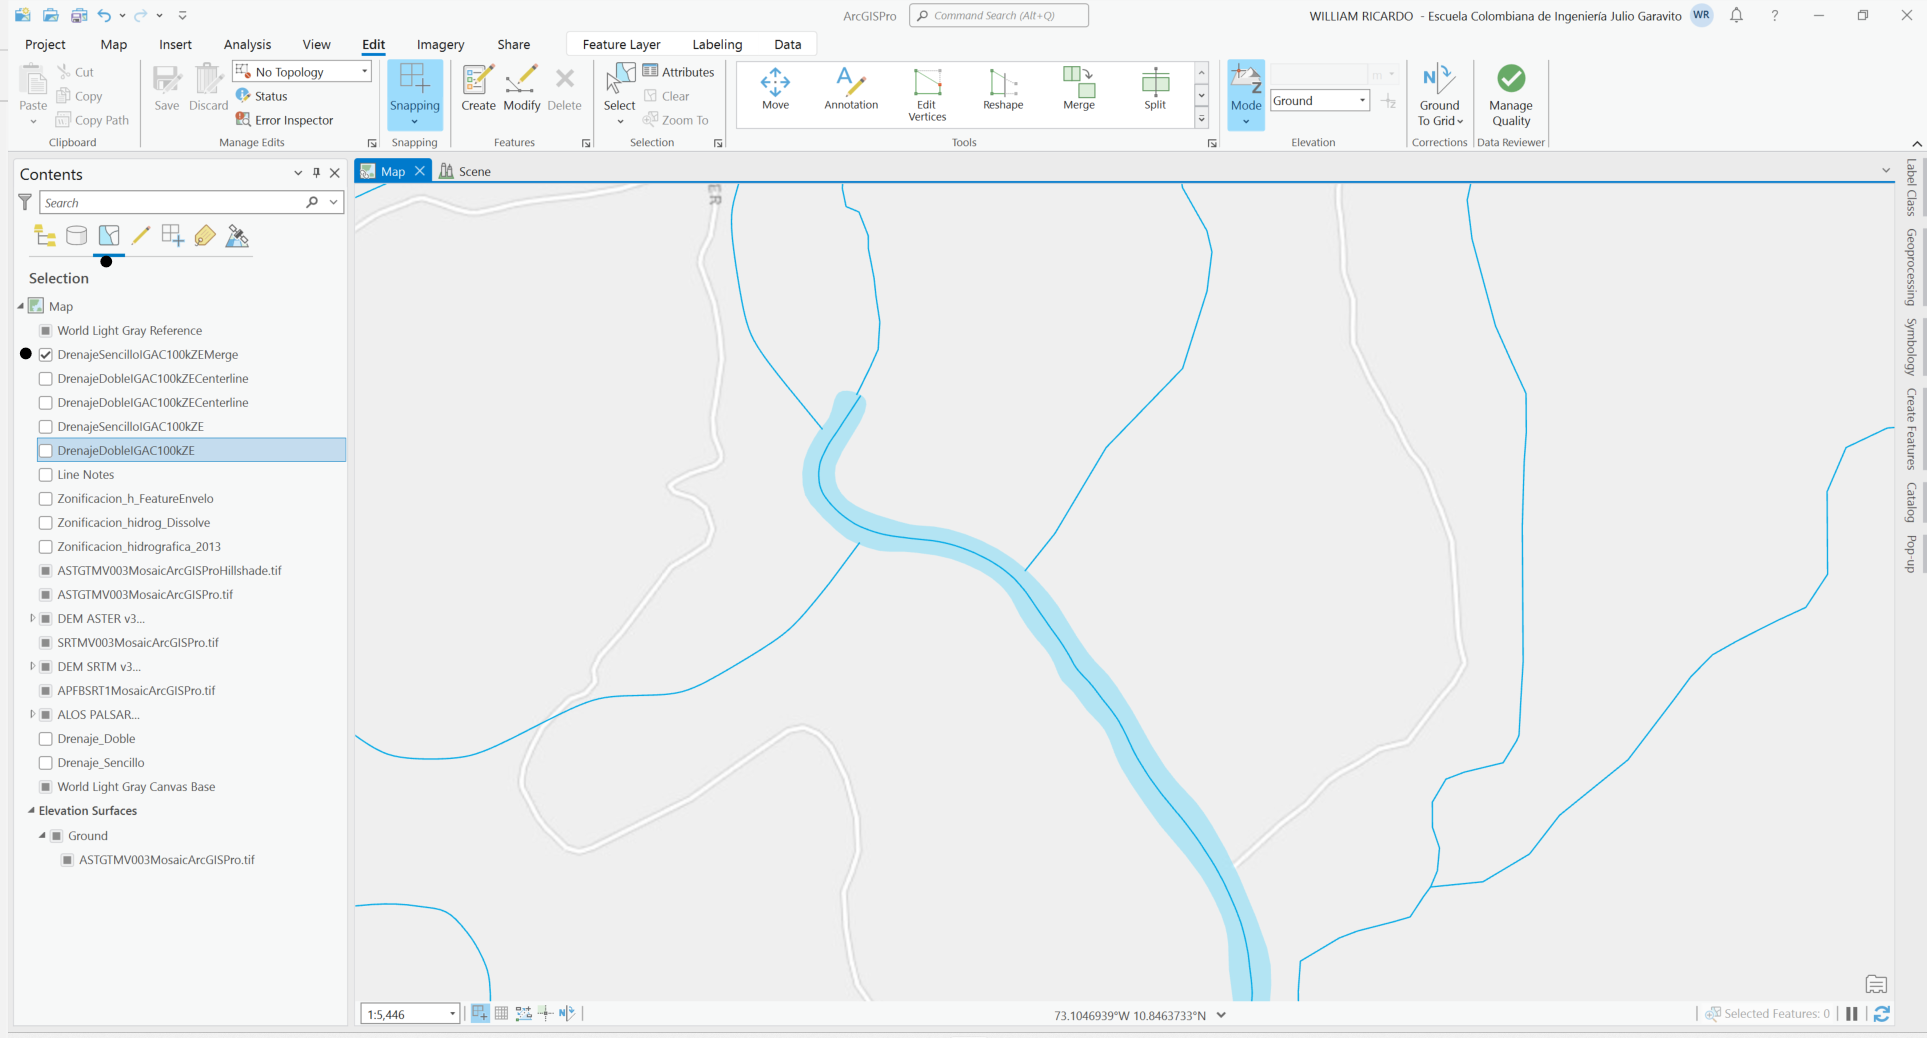 ArcGISPro
Command Search (Alt+Q)
WILLIAM RICARDO - Escuela Colombiana de Ingeniería Julio Garavito
WR
?
Project
Map
Insert
Analysis
View
Edit
Imagery
Share
Feature Layer
Labeling
Data
Paste
Cut
Copy
Copy Path
Clipboard
Save
Discard
No Topology
Status
Error Inspector
Manage Edits
Snapping
Snapping
Create
Modify
Delete
Features
Select
Attributes
Clear
Zoom To
Selection
Move
Annotation
Edit
Vertices
Reshape
Merge
Split
Tools
Mode
m
Ground
Elevation
Ground
To Grid
Corrections
Manage
Quality
Data Reviewer
Contents
Search
Selection
Map
World Light Gray Reference
DrenajeSencilloIGAC100kZEMerge
DrenajeDobleIGAC100kZECenterline
DrenajeDobleIGAC100kZECenterline
DrenajeSencilloIGAC100kZE
DrenajeDobleIGAC100kZE
Line Notes
Zonificacion_h_FeatureEnvelo
Zonificacion_hidrog_Dissolve
Zonificacion_hidrografica_2013
ASTGTMV003MosaicArcGISProHillshade.tif
ASTGTMV003MosaicArcGISPro.tif
DEM ASTER v3...
SRTMV003MosaicArcGISPro.tif
DEM SRTM v3...
APFBSRT1MosaicArcGISPro.tif
ALOS PALSAR...
Drenaje_Doble
Drenaje_Sencillo
World Light Gray Canvas Base
Elevation Surfaces
Ground
ASTGTMV003MosaicArcGISPro.tif
Map
Scene
ER
1:5,446
73.1046939°W 10.8463733°N
Selected Features: 0
Label Class
Geoprocessing
Symbology
Create Features
Catalog
Pop-up